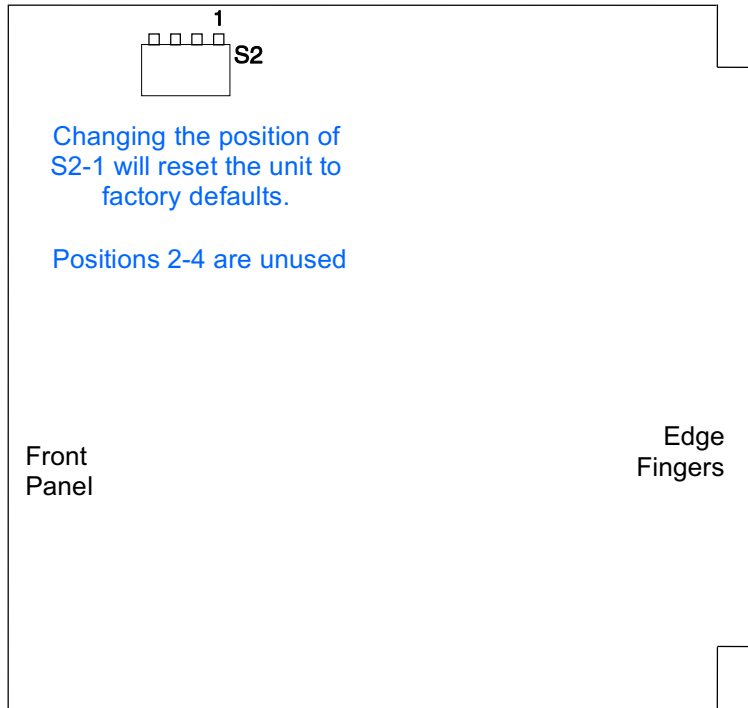 1
S2
Changing the position of
S2-1 will reset the unit to
factory defaults.
Positions 2-4 are unused
Front
Panel
Edge
Fingers